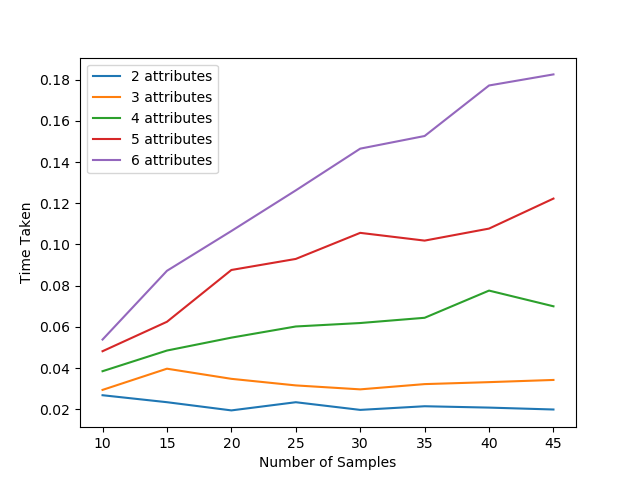 2 attributes
3 attributes
4 attributes
5 attributes
6 attributes
0.18
0.16
0.14
0.12
0.10
0.08
0.06
0.04
0.02
Time Taken
10 15 20 25 30 35 40 45
Number of Samples